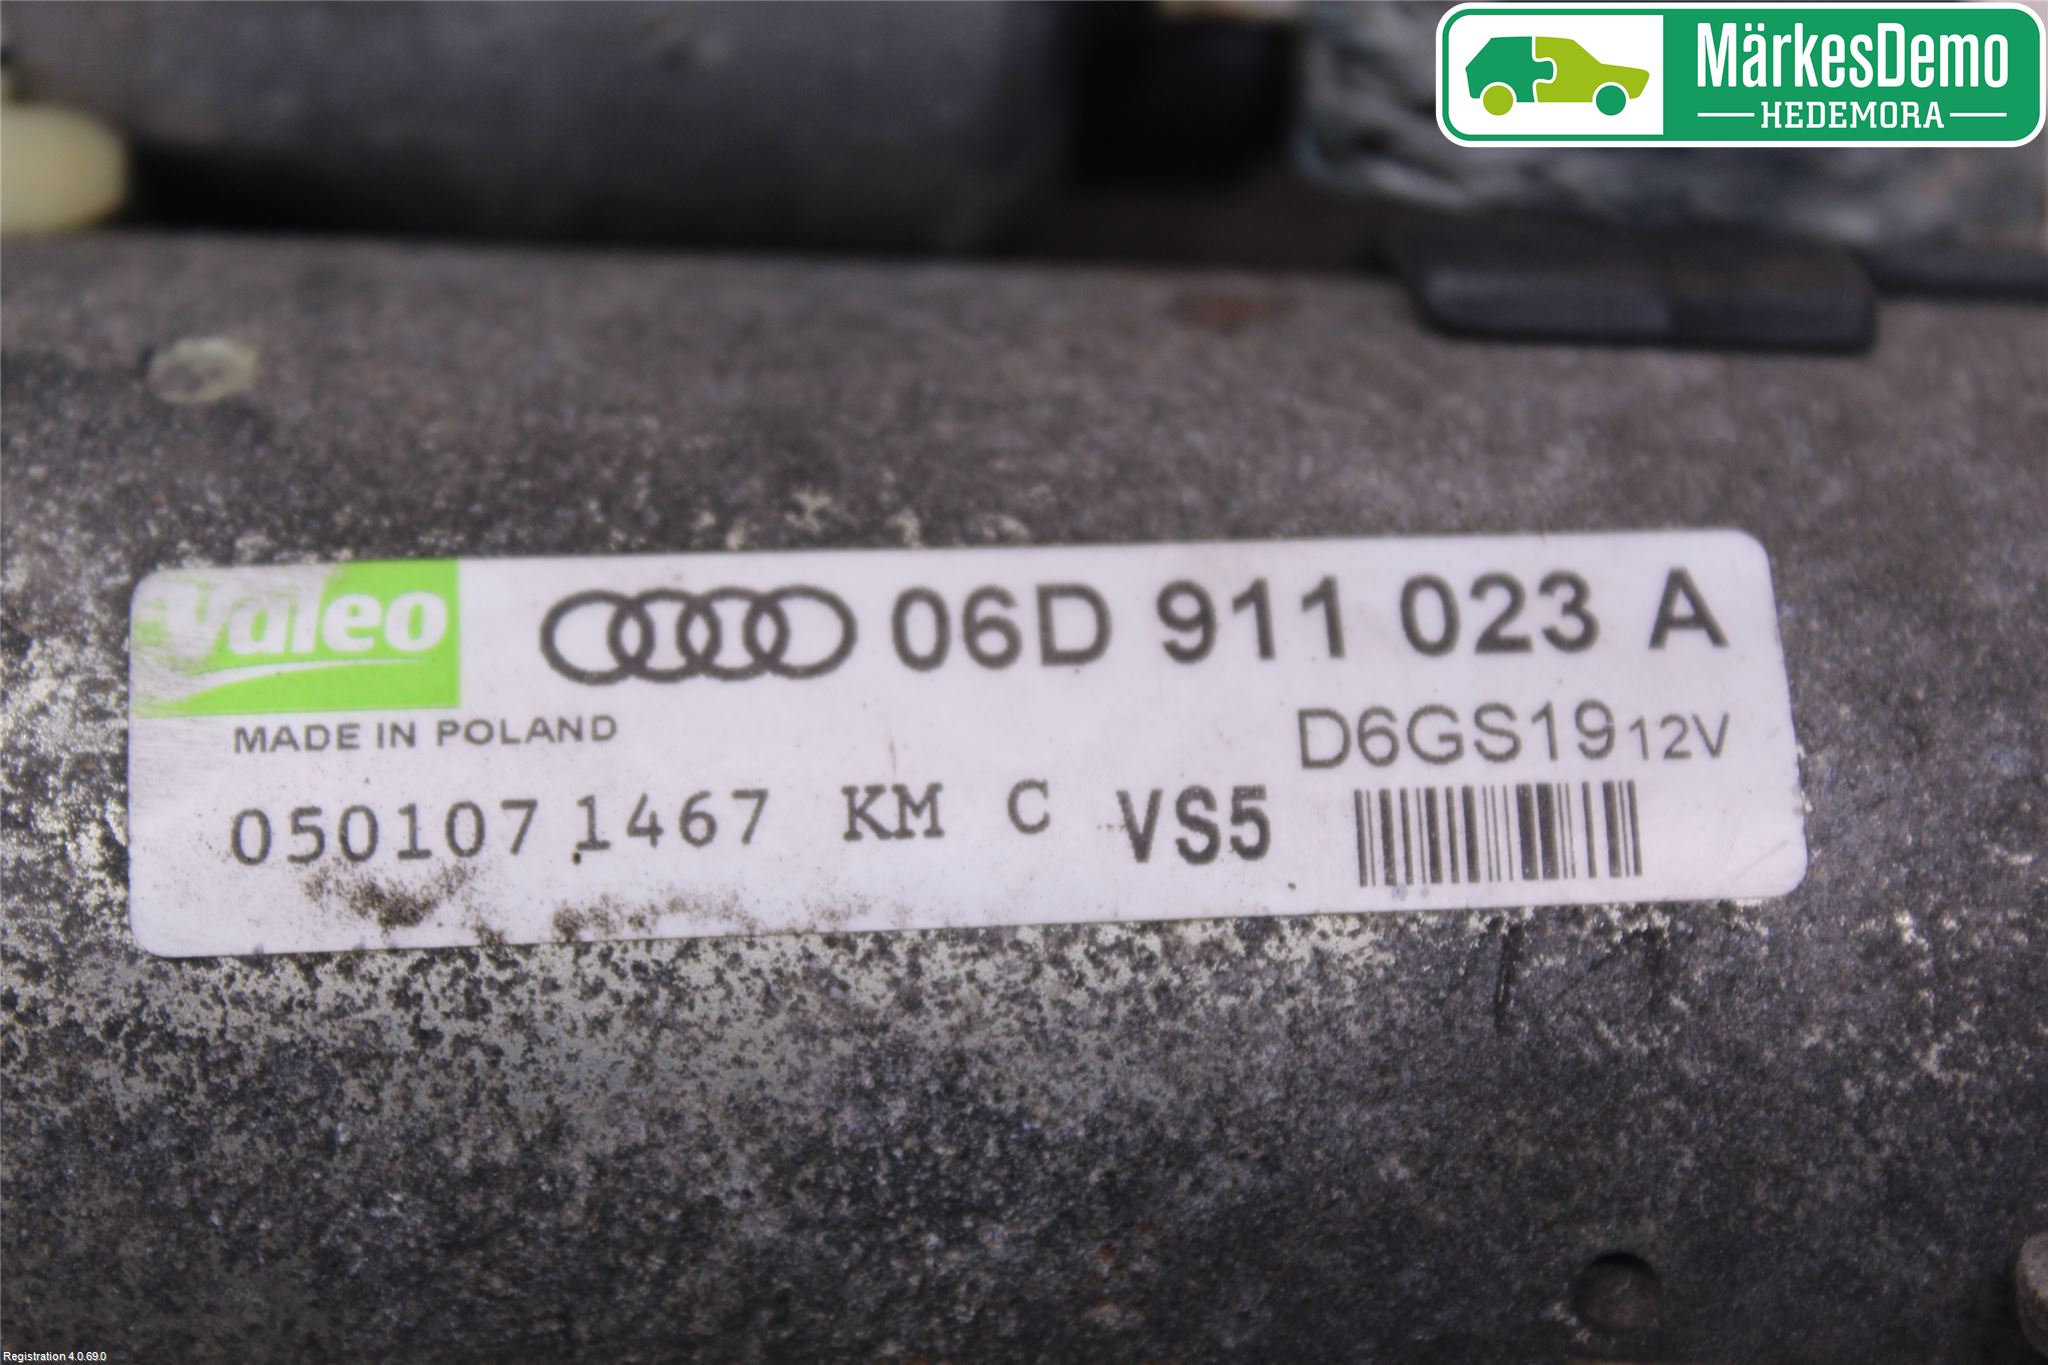 MärkesDemo
HEDEMORA
Valeo 06D 911 023 A
MADE IN POLAND
D6GS19 12V
050107 1467 KM C VS5
Registration 4.0.69.0